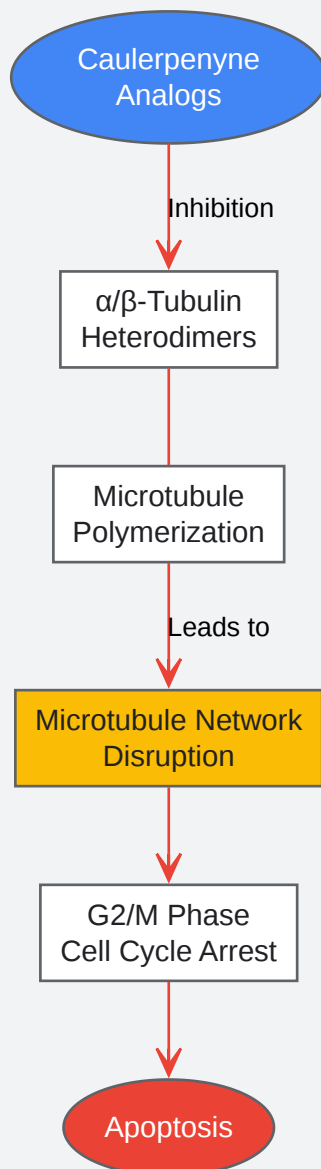 Caulerpenyne
Analogs
Inhibition
α/β-Tubulin
Heterodimers
Microtubule
Polymerization
Leads to
Microtubule Network
Disruption
G2/M Phase
Cell Cycle Arrest
Apoptosis